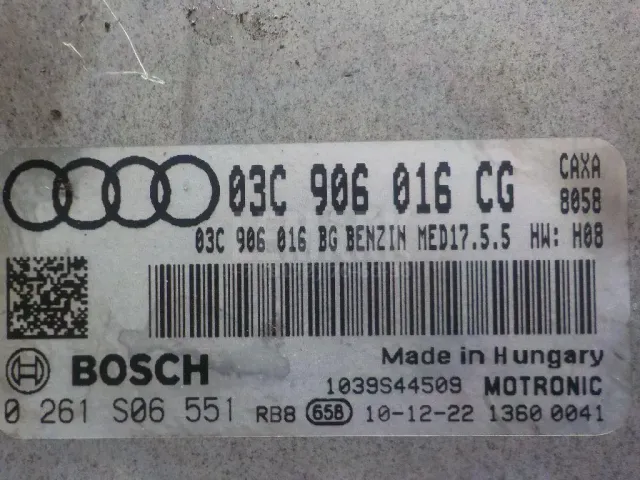 03C 906 016 CG CAXA
8058
03C 906 016 BG BENZIN MED17.5.5 HW: H08
BOSCH Made in Hungary
1039S44509 MOTRONIC
0 261 S06 551 RB8 658 10-12-22 1360 0041